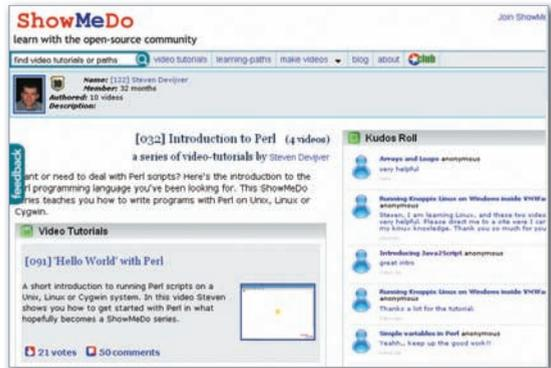 ShowMeDo
Join ShowMe
learn with the open-source community
find video tutorials or paths
video tutorials learning-paths make videos blog about club
Name: [122] Steven Devijver
Member: 32 months
Authored: 10 videos
Description:
feedback
[032] Introduction to Perl (4 videos)
a series of video-tutorials by Steven Devijver
ant or need to deal with Perl scripts? Here's the introduction to the
rl programming language you've been looking for. This ShowMeDo
ries teaches you how to write programs with Perl on Unix, Linux or
Cygwin.
Video Tutorials
[091] 'Hello World' with Perl
A short introduction to running Perl scripts on a
Unix, Linux or Cygwin system. In this video Steven
shows you how to get started with Perl in what
hopefully becomes a ShowMeDo series.
21 votes 50 comments
Kudos Roll
Arrays and Loops anonymous
very helpful
Running Knoppix Linux on Windows inside VMWa
anonymous
Steven, I am learning Linux, and these two video
very helpful. Please direct me to a site were I car
my kinux knowledge. Thank you so much for you
Introducing Java2Script anonymous
great intro
Running Knoppix Linux on Windows inside VMWa
anonymous
Thanks a lot for the tutorial.
Simple variables in Perl anonymous
Yeahh... keep up the good work!!